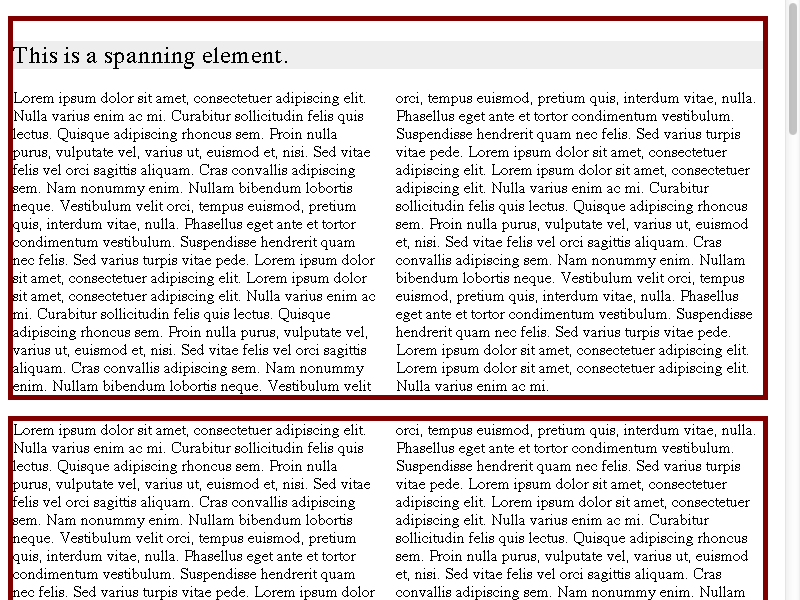 This is a spanning element.
Lorem ipsum dolor sit amet, consectetuer adipiscing elit.
Nulla varius enim ac mi. Curabitur sollicitudin felis quis
lectus. Quisque adipiscing rhoncus sem. Proin nulla
purus, vulputate vel, varius ut, euismod et, nisi. Sed vitae
felis vel orci sagittis aliquam. Cras convallis adipiscing
sem. Nam nonummy enim. Nullam bibendum lobortis
neque. Vestibulum velit orci, tempus euismod, pretium
quis, interdum vitae, nulla. Phasellus eget ante et tortor
condimentum vestibulum. Suspendisse hendrerit quam
nec felis. Sed varius turpis vitae pede. Lorem ipsum dolor
sit amet, consectetuer adipiscing elit. Lorem ipsum dolor
sit amet, consectetuer adipiscing elit. Nulla varius enim ac
mi. Curabitur sollicitudin felis quis lectus. Quisque
adipiscing rhoncus sem. Proin nulla purus, vulputate vel,
varius ut, euismod et, nisi. Sed vitae felis vel orci sagittis
aliquam. Cras convallis adipiscing sem. Nam nonummy
enim. Nullam bibendum lobortis neque. Vestibulum velit
orci, tempus euismod, pretium quis, interdum vitae, nulla.
Phasellus eget ante et tortor condimentum vestibulum.
Suspendisse hendrerit quam nec felis. Sed varius turpis
vitae pede. Lorem ipsum dolor sit amet, consectetuer
adipiscing elit. Lorem ipsum dolor sit amet, consectetuer
adipiscing elit. Nulla varius enim ac mi. Curabitur
sollicitudin felis quis lectus. Quisque adipiscing rhoncus
sem. Proin nulla purus, vulputate vel, varius ut, euismod
et, nisi. Sed vitae felis vel orci sagittis aliquam. Cras
convallis adipiscing sem. Nam nonummy enim. Nullam
bibendum lobortis neque. Vestibulum velit orci, tempus
euismod, pretium quis, interdum vitae, nulla. Phasellus
eget ante et tortor condimentum vestibulum. Suspendisse
hendrerit quam nec felis. Sed varius turpis vitae pede.
Lorem ipsum dolor sit amet, consectetuer adipiscing elit.
Lorem ipsum dolor sit amet, consectetuer adipiscing elit.
Nulla varius enim ac mi.
Lorem ipsum dolor sit amet, consectetuer adipiscing elit.
Nulla varius enim ac mi. Curabitur sollicitudin felis quis
lectus. Quisque adipiscing rhoncus sem. Proin nulla
purus, vulputate vel, varius ut, euismod et, nisi. Sed vitae
felis vel orci sagittis aliquam. Cras convallis adipiscing
sem. Nam nonummy enim. Nullam bibendum lobortis
neque. Vestibulum velit orci, tempus euismod, pretium
quis, interdum vitae, nulla. Phasellus eget ante et tortor
condimentum vestibulum. Suspendisse hendrerit quam
nec felis. Sed varius turpis vitae pede. Lorem ipsum dolor
orci, tempus euismod, pretium quis, interdum vitae, nulla.
Phasellus eget ante et tortor condimentum vestibulum.
Suspendisse hendrerit quam nec felis. Sed varius turpis
vitae pede. Lorem ipsum dolor sit amet, consectetuer
adipiscing elit. Lorem ipsum dolor sit amet, consectetuer
adipiscing elit. Nulla varius enim ac mi. Curabitur
sollicitudin felis quis lectus. Quisque adipiscing rhoncus
sem. Proin nulla purus, vulputate vel, varius ut, euismod
et, nisi. Sed vitae felis vel orci sagittis aliquam. Cras
convallis adipiscing sem. Nam nonummy enim. Nullam